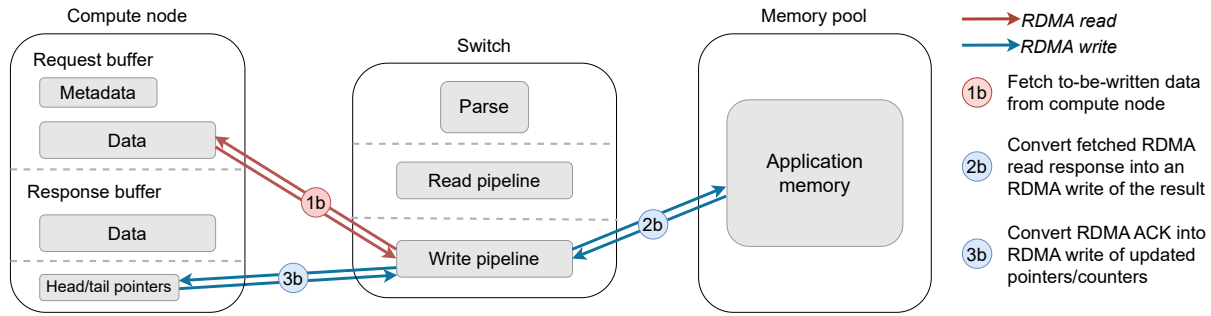 Compute node
Request buffer
Metadata
Data
Response buffer
Data
Head/tail pointers
Switch
Parse
Read pipeline
Write pipeline
Memory pool
Application
memory
1b
2b
3b
RDMA read
RDMA write
1b
Fetch to-be-written data
from compute node
2b
Convert fetched RDMA
read response into an
RDMA write of the result
3b
Convert RDMA ACK into
RDMA write of updated
pointers/counters